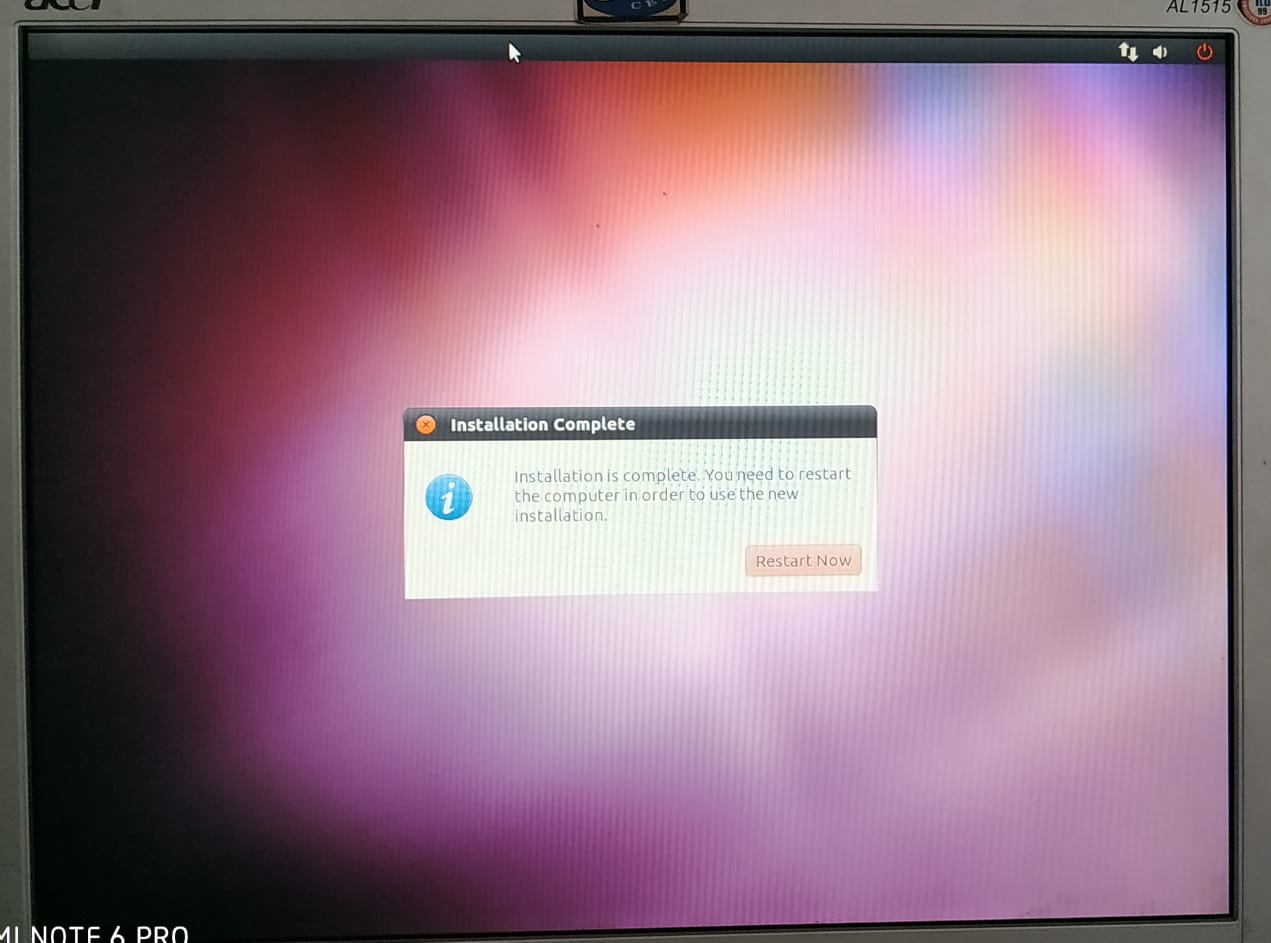 acer
AL1515
Installation Complete
Installation is complete. You need to restart
the computer in order to use the new
installation.
Restart Now
MI NOTE 6 PRO